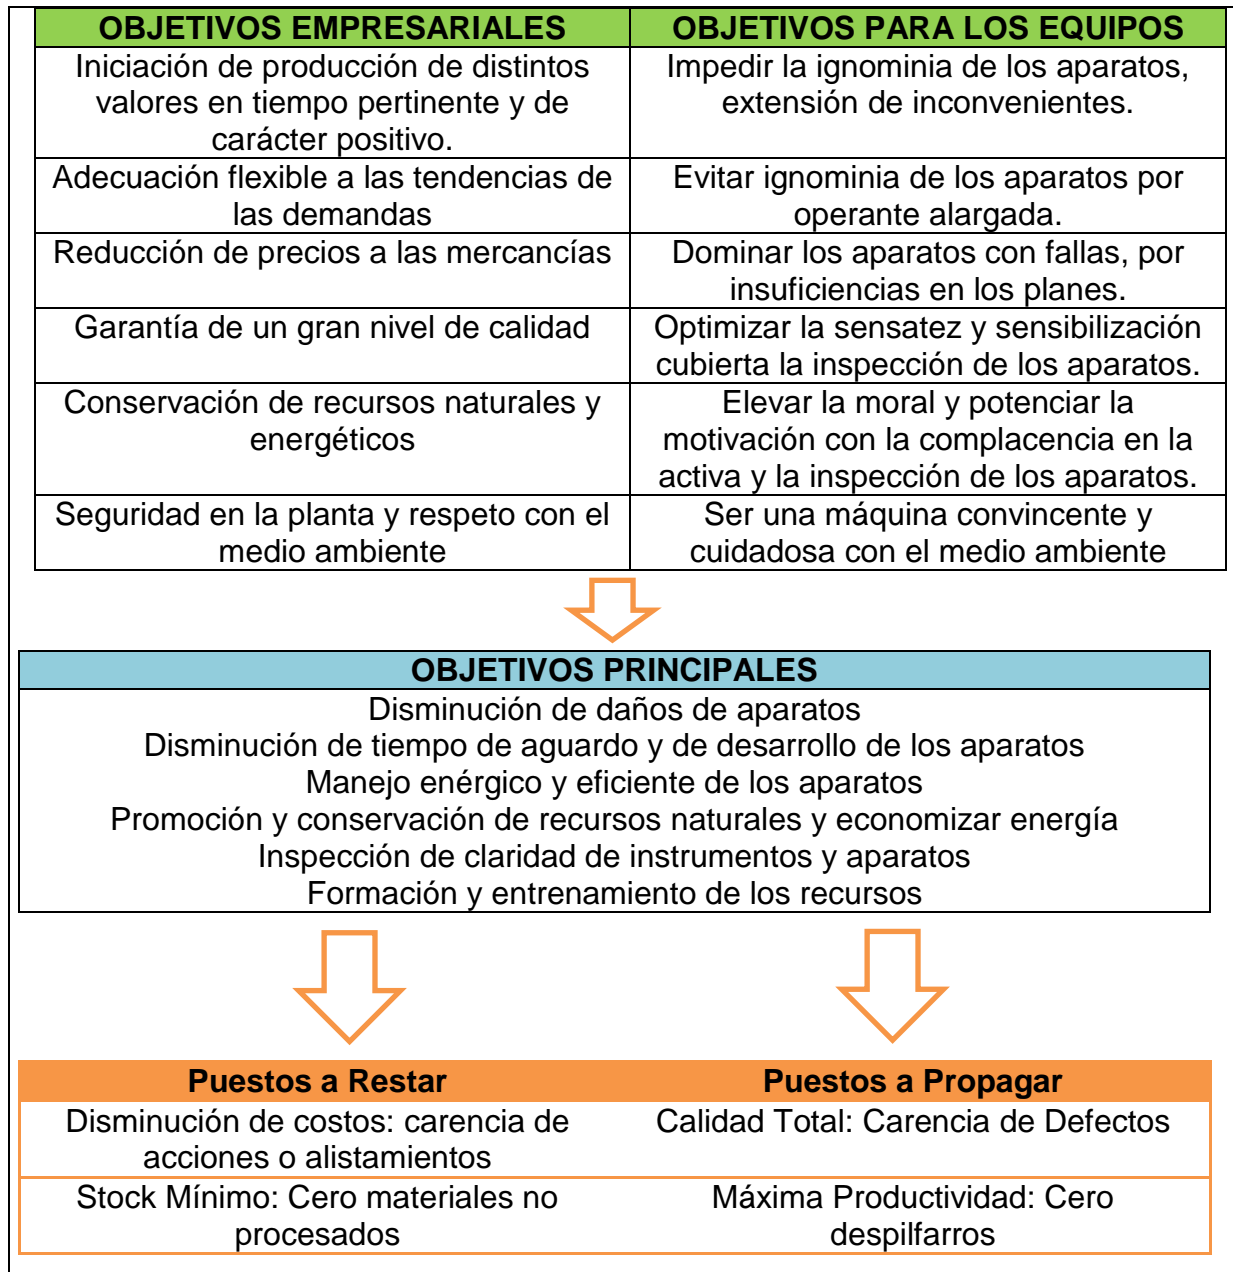 OBJETIVOS EMPRESARIALES
OBJETIVOS PARA LOS EQUIPOS
Iniciación de producción de distintos
valores en tiempo pertinente y de
carácter positivo.
Impedir la ignominia de los aparatos,
extensión de inconvenientes.
Adecuación flexible a las tendencias de
las demandas
Evitar ignominia de los aparatos por
operante alargada.
Reducción de precios a las mercancías
Dominar los aparatos con fallas, por
insuficiencias en los planes.
Garantía de un gran nivel de calidad
Optimizar la sensatez y sensibilización
cubierta la inspección de los aparatos.
Conservación de recursos naturales y
energéticos
Elevar la moral y potenciar la
motivación con la complacencia en la
activa y la inspección de los aparatos.
Seguridad en la planta y respeto con el
medio ambiente
Ser una máquina convincente y
cuidadosa con el medio ambiente
OBJETIVOS PRINCIPALES
Disminución de daños de aparatos
Disminución de tiempo de aguardo y de desarrollo de los aparatos
Manejo enérgico y eficiente de los aparatos
Promoción y conservación de recursos naturales y economizar energía
Inspección de claridad de instrumentos y aparatos
Formación y entrenamiento de los recursos
Puestos a Restar
Puestos a Propagar
Disminución de costos: carencia de
acciones o alistamientos
Calidad Total: Carencia de Defectos
Stock Mínimo: Cero materiales no
procesados
Máxima Productividad: Cero
despilfarros